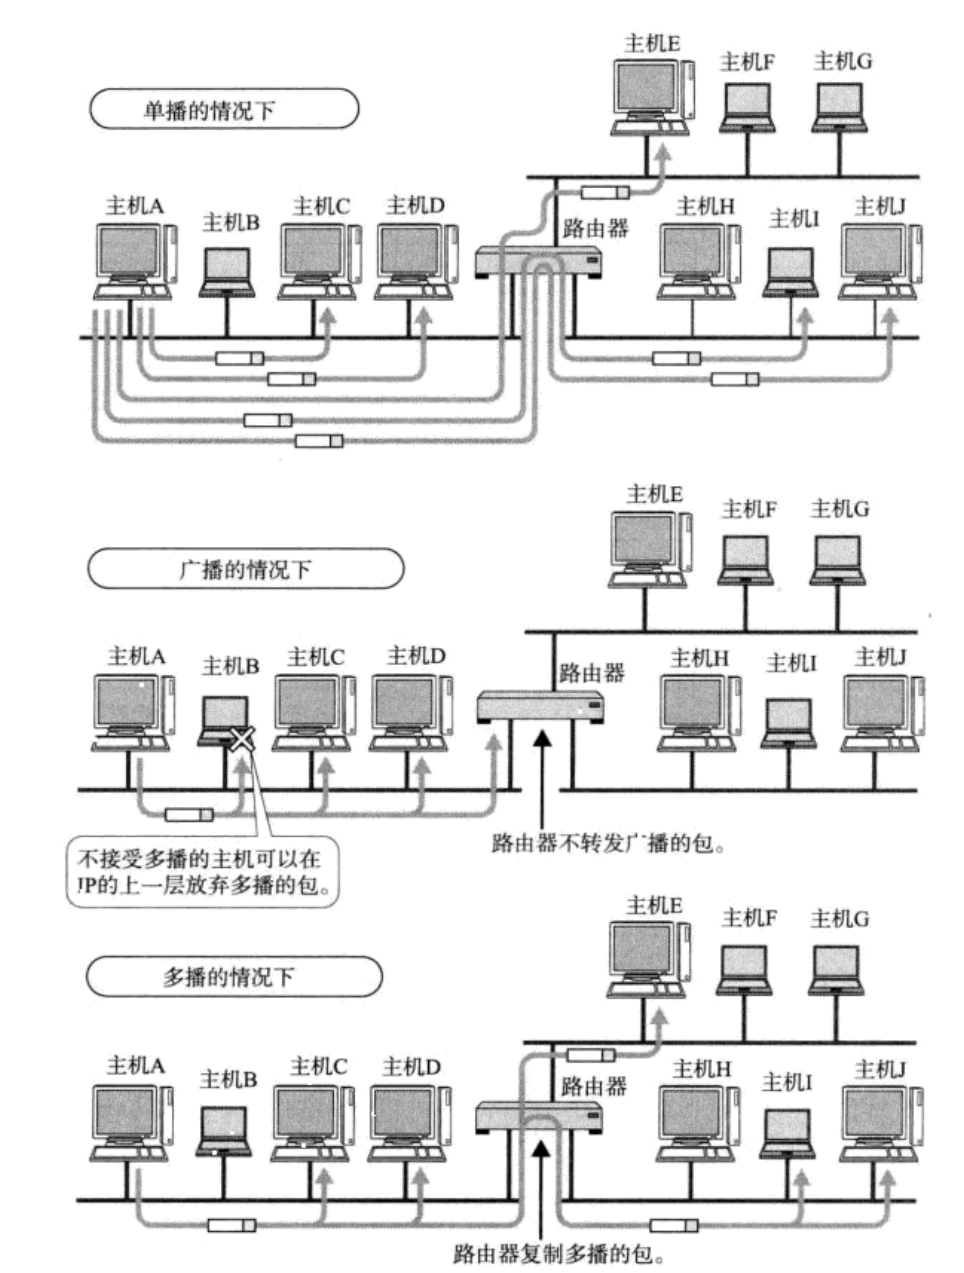 单播的情况下
主机E
主机F
主机G
主机A
主机B
主机C
主机D
路由器
主机H
主机I
主机J
广播的情况下
主机E
主机F
主机G
主机A
主机B
主机C
主机D
路由器
主机H
主机I
主机J
不接受多播的主机可以在
IP的上一层放弃多播的包。
路由器不转发广播的包。
多播的情况下
主机E
主机F
主机G
主机A
主机B
主机C
主机D
路由器
主机H
主机I
主机J
路由器复制多播的包。